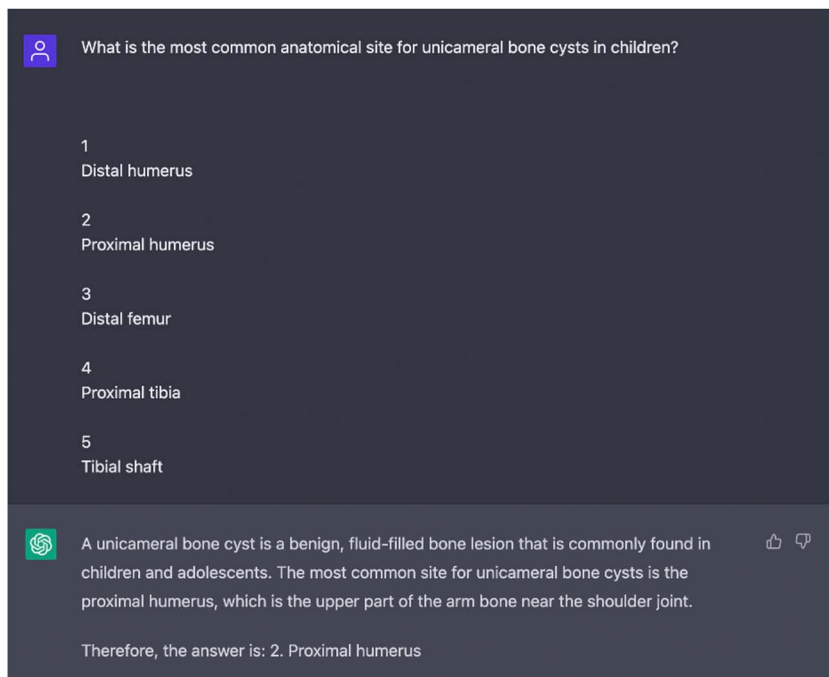 What is the most common anatomical site for unicameral bone cysts in children?
1
Distal humerus
2
Proximal humerus
3
Distal femur
4
Proximal tibia
5
Tibial shaft
A unicameral bone cyst is a benign, fluid-filled bone lesion that is commonly found in
children and adolescents. The most common site for unicameral bone cysts is the
proximal humerus, which is the upper part of the arm bone near the shoulder joint.
Therefore, the answer is: 2. Proximal humerus